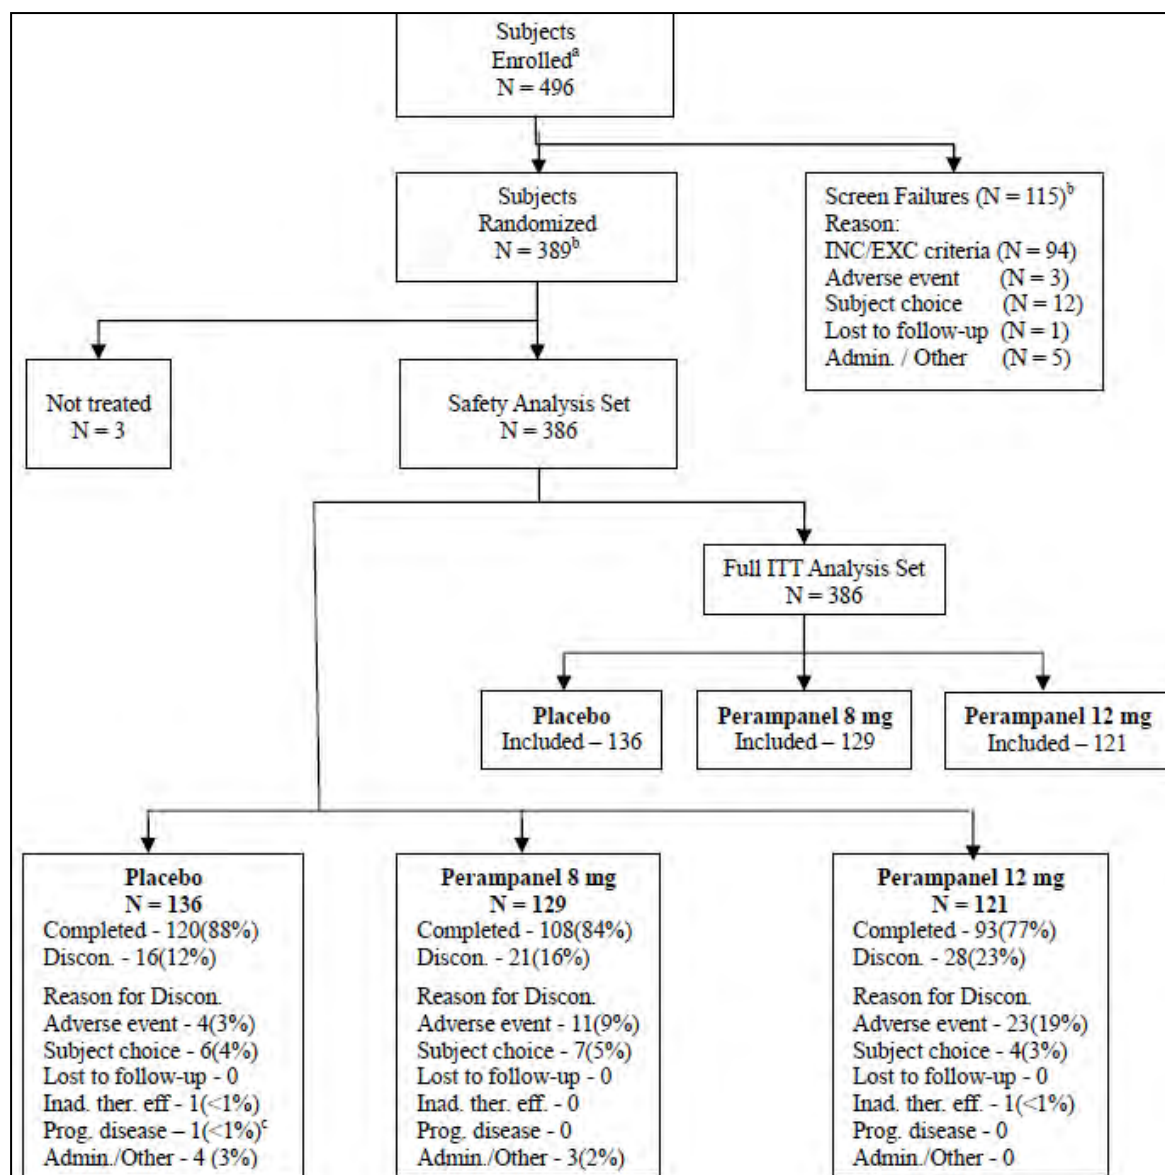 Subjects
Enrolledᵃ
N = 496
Subjects
Randomized
N = 389ᵇ
Screen Failures (N = 115)ᵇ
Reason:
INC/EXC criteria (N = 94)
Adverse event (N = 3)
Subject choice (N = 12)
Lost to follow-up (N = 1)
Admin. / Other (N = 5)
Not treated
N = 3
Safety Analysis Set
N = 386
Full ITT Analysis Set
N = 386
Placebo
Included – 136
Perampanel 8 mg
Included – 129
Perampanel 12 mg
Included – 121
Placebo
N = 136
Completed - 120(88%)
Discon. - 16(12%)
Reason for Discon.
Adverse event - 4(3%)
Subject choice - 6(4%)
Lost to follow-up - 0
Inad. ther. eff - 1(<1%)
Prog. disease – 1(<1%)ᶜ
Admin./Other - 4 (3%)
Perampanel 8 mg
N = 129
Completed - 108(84%)
Discon. - 21(16%)
Reason for Discon.
Adverse event - 11(9%)
Subject choice - 7(5%)
Lost to follow-up - 0
Inad. ther. eff. - 0
Prog. disease - 0
Admin./Other - 3(2%)
Perampanel 12 mg
N = 121
Completed - 93(77%)
Discon. - 28(23%)
Reason for Discon.
Adverse event - 23(19%)
Subject choice - 4(3%)
Lost to follow-up - 0
Inad. ther. eff. - 1(<1%)
Prog. disease - 0
Admin./Other - 0